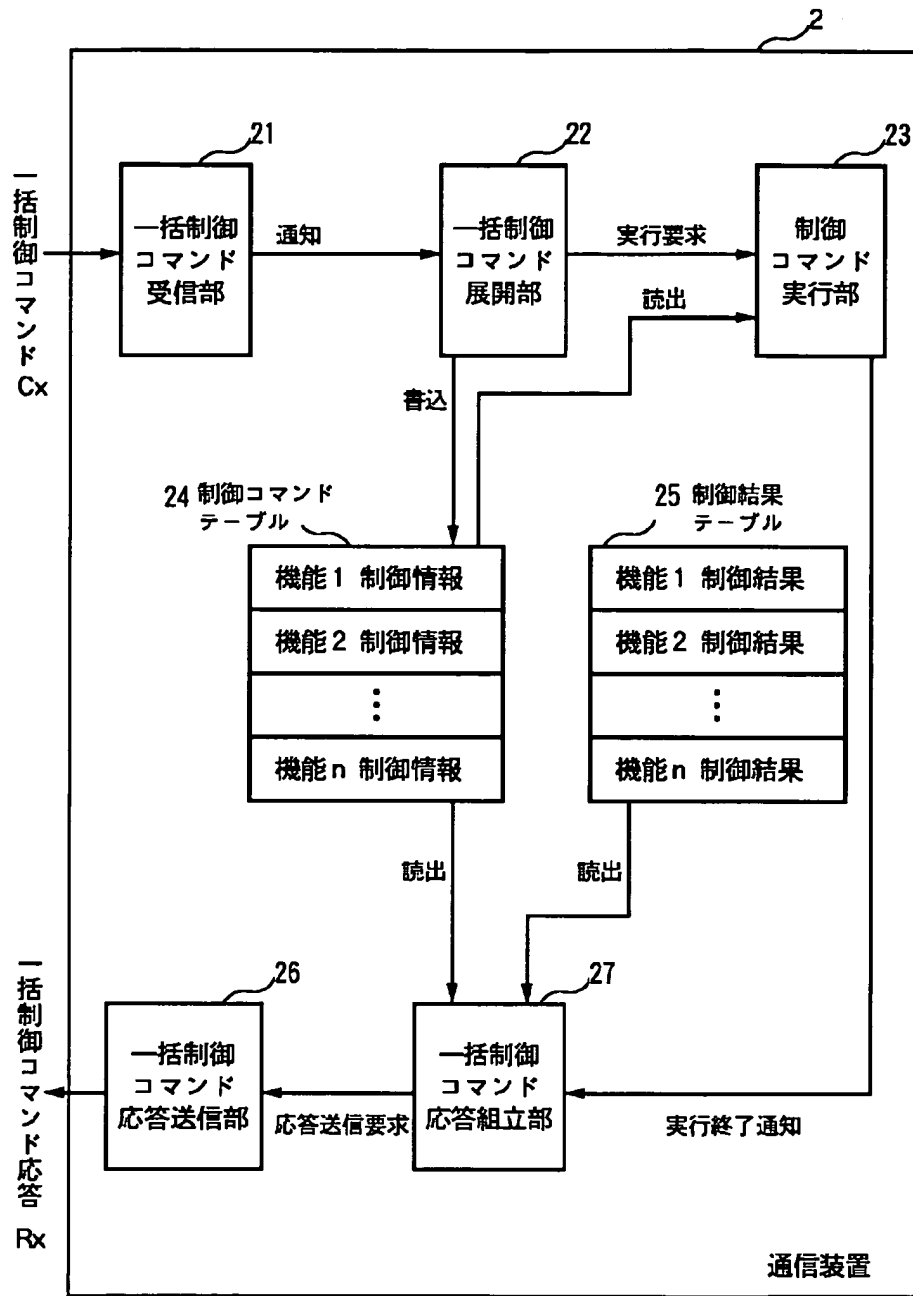 2
21
22
23
一括制御コマンド Cx
一括制御
コマンド
受信部
通知
一括制御
コマンド
展開部
実行要求
制御
コマンド
実行部
読出
書込
24 制御コマンド
テーブル
25 制御結果
テーブル
機能1 制御情報
機能2 制御情報
⋮
機能n 制御情報
機能1 制御結果
機能2 制御結果
⋮
機能n 制御結果
読出
読出
26
27
一括制御コマンド応答 Rx
一括制御
コマンド
応答送信部
応答送信要求
一括制御
コマンド
応答組立部
実行終了通知
通信装置